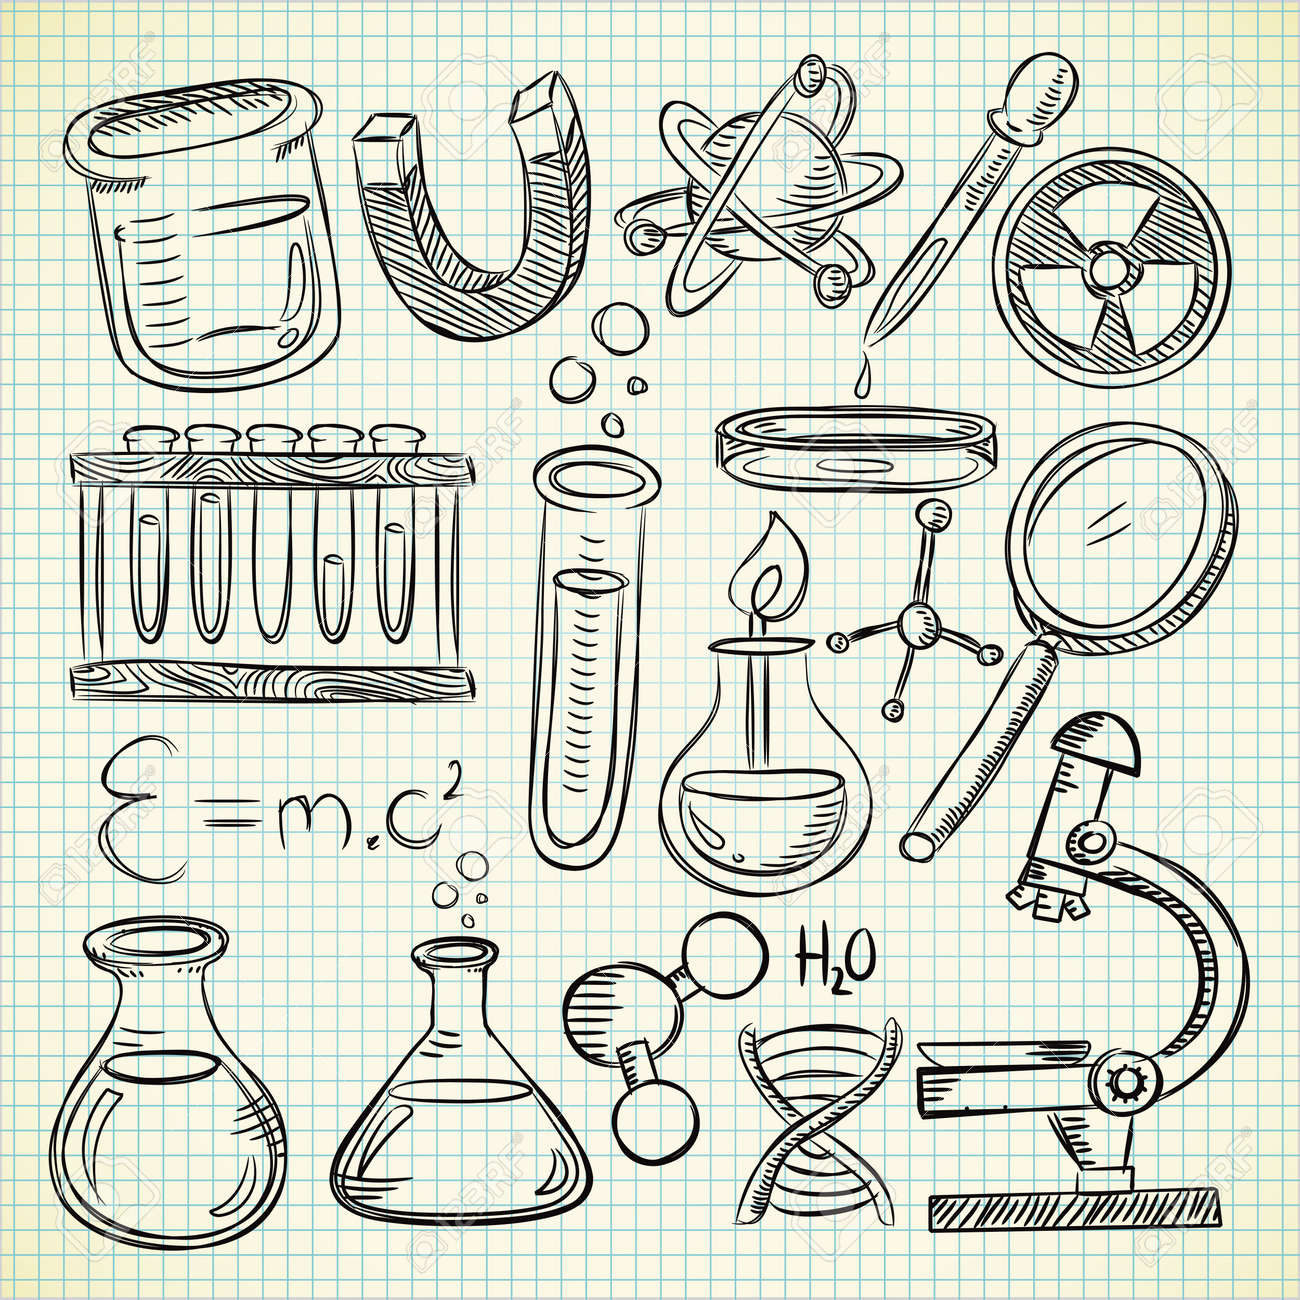 E = m.c²
H₂O